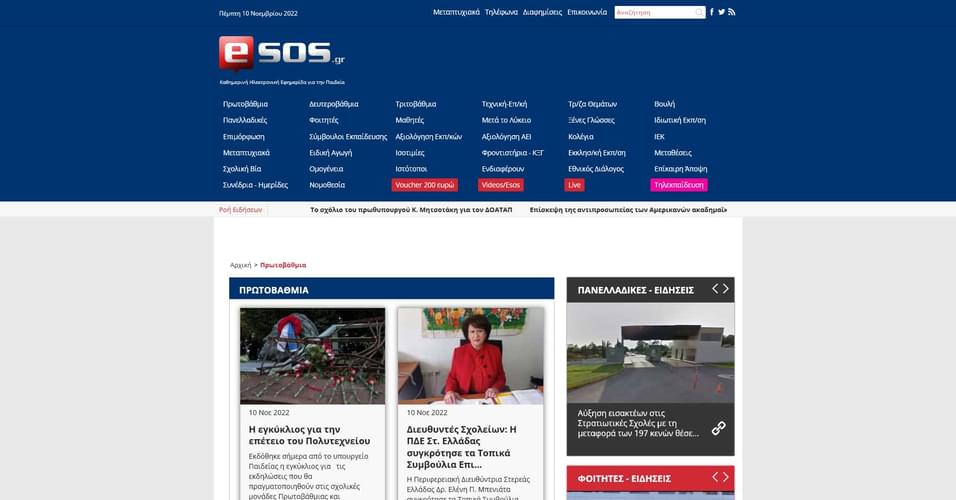 Πέμπτη 10 Νοεμβρίου 2022
Μεταπτυχιακά Τηλέφωνα Διαφημίσεις Επικοινωνία
Αναζήτηση
esos.gr
Καθημερινή Ηλεκτρονική Εφημερίδα για την Παιδεία
Πρωτοβάθμια Δευτεροβάθμια Τριτοβάθμια Τεχνική-Επ/κή Τρ/ζα Θεμάτων Βουλή
Πανελλαδικές Φοιτητές Μαθητές Μετά το Λύκειο Ξένες Γλώσσες Ιδιωτική Εκπ/ση
Επιμόρφωση Σύμβουλοι Εκπαίδευσης Αξιολόγηση Εκπ/κών Αξιολόγηση ΑΕΙ Κολέγια ΙΕΚ
Μεταπτυχιακά Ειδική Αγωγή Ισοτιμίες Φροντιστήρια - ΚΞΓ Εκκλησ/κή Εκπ/ση Μεταθέσεις
Σχολική Βία Ομογένεια Ιστότοποι Ενδιαφέρουν Εθνικός Διάλογος Επίκαιρη Άποψη
Συνέδρια - Ημερίδες Νομοθεσία Voucher 200 ευρώ Videos/Esos Live Τηλεκπαίδευση
Ροή Ειδήσεων Το σχόλιο του πρωθυπουργού Κ. Μητσοτάκη για τον ΔΟΑΤΑΠ Επίσκεψη της αντιπροσωπείας των Αμερικανών ακαδημαϊκ
Αρχική > Πρωτοβάθμια
ΠΡΩΤΟΒΑΘΜΙΑ
10 Νοε 2022
Η εγκύκλιος για την
επέτειο του Πολυτεχνείου
Εκδόθηκε σήμερα από το υπουργείο
Παιδείας η εγκύκλιος για τις
εκδηλώσεις που θα
πραγματοποιηθούν στις σχολικές
μονάδες Πρωτοβάθμιας και
10 Νοε 2022
Διευθυντές Σχολείων: Η
ΠΔΕ Στ. Ελλάδας
συγκρότησε τα Τοπικά
Συμβούλια Επι...
Η Περιφερειακή Διευθύντρια Στερεάς
Ελλάδας Δρ. Ελένη Π. Μπενιάτα
συγκρότησε τα Τοπικά Συμβούλια
ΠΑΝΕΛΛΑΔΙΚΕΣ - ΕΙΔΗΣΕΙΣ
Αύξηση εισακτέων στις
Στρατιωτικές Σχολές με τη
μεταφορά των 197 κενών θέσε...
ΦΟΙΤΗΤΕΣ - ΕΙΔΗΣΕΙΣ